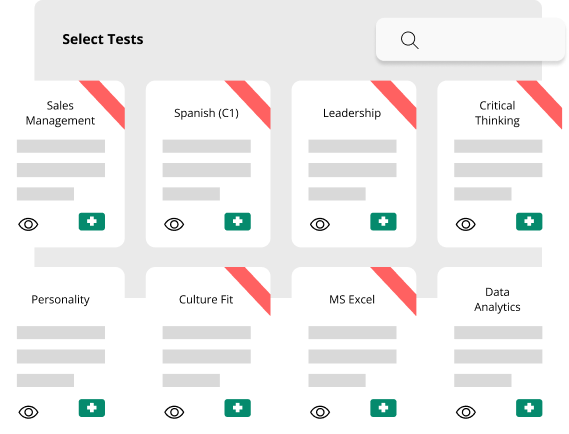 Select Tests
Sales
Management
Spanish (C1)
Leadership
Critical
Thinking
Personality
Culture Fit
MS Excel
Data
Analytics